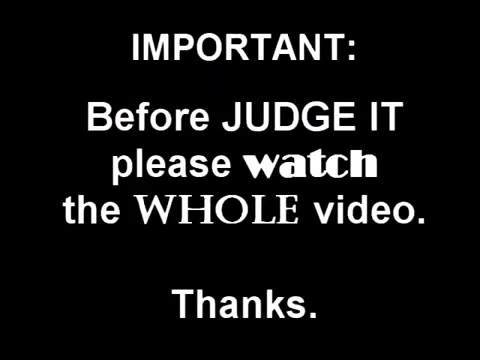 IMPORTANT:
Before JUDGE IT
please watch
the WHOLE video.
Thanks.